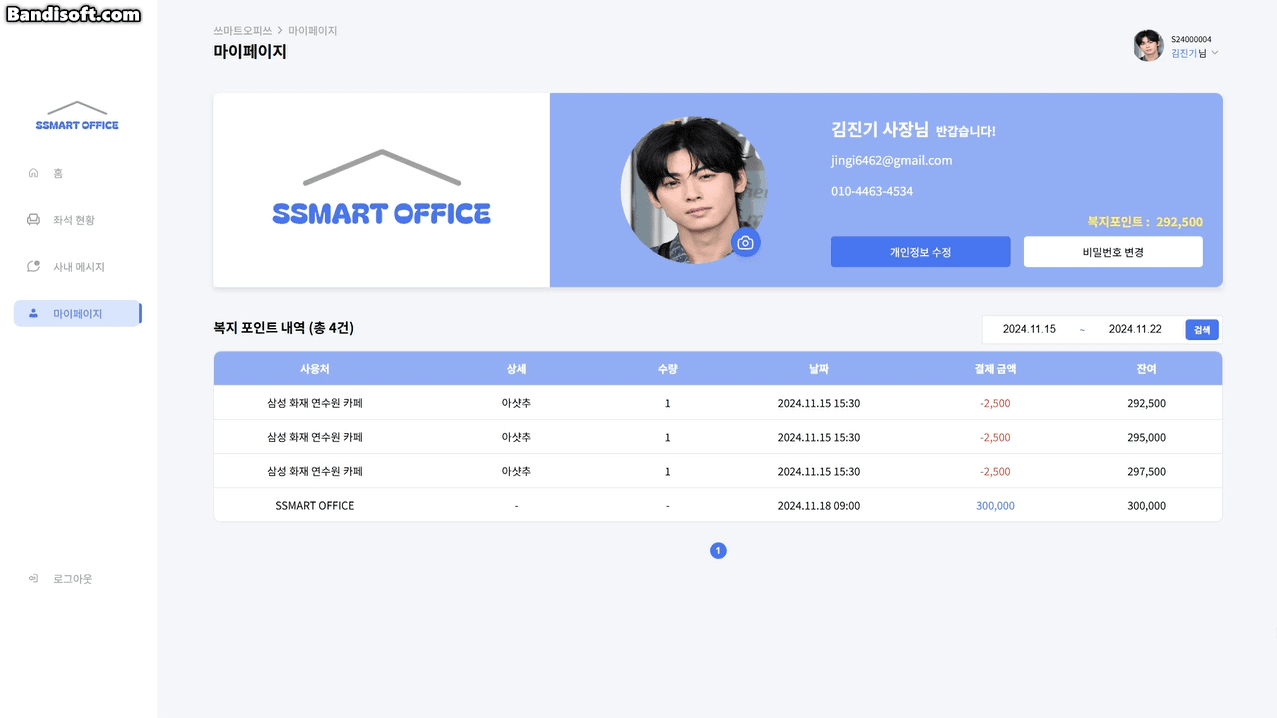 Bandisoft.com
쓰마트오피쓰 > 마이페이지
마이페이지
S24000004
김진기님
SSMART OFFICE
홈
좌석 현황
사내 메시지
마이페이지
로그아웃
SSMART OFFICE
김진기 사장님 반갑습니다!
jingi6462@gmail.com
010-4463-4534
복지포인트 : 292,500
개인정보 수정 비밀번호 변경
복지 포인트 내역 (총 4건)
2024.11.15 ~ 2024.11.22 검색
사용처 상세 수량 날짜 결제 금액 잔여
삼성 화재 연수원 카페 아샷추 1 2024.11.15 15:30 -2,500 292,500
삼성 화재 연수원 카페 아샷추 1 2024.11.15 15:30 -2,500 295,000
삼성 화재 연수원 카페 아샷추 1 2024.11.15 15:30 -2,500 297,500
SSMART OFFICE - - 2024.11.18 09:00 300,000 300,000
1